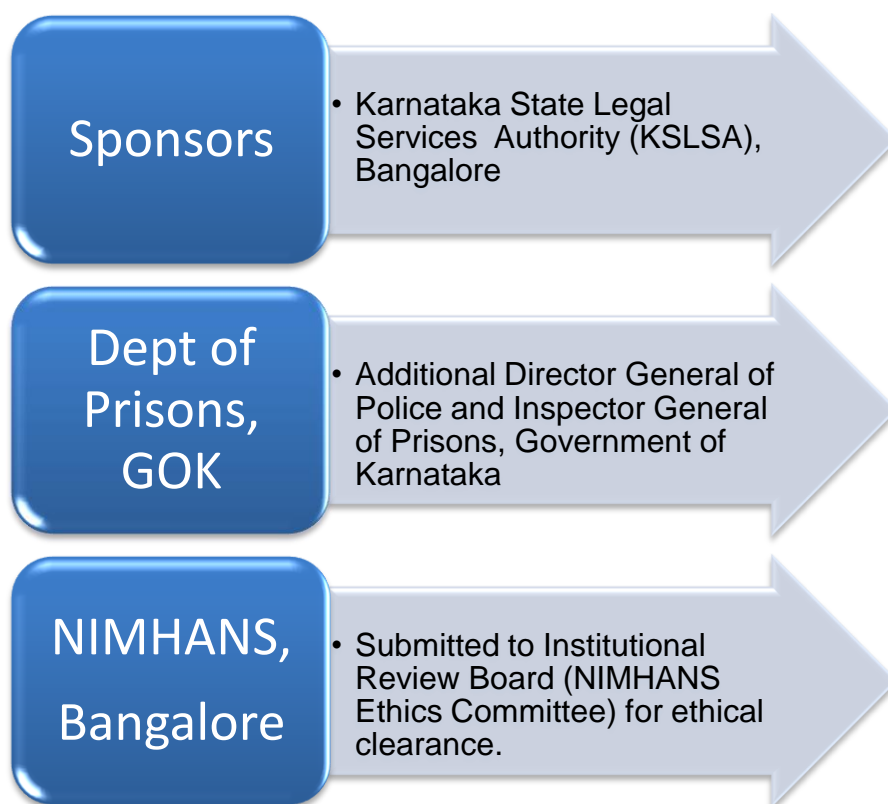 Sponsors
• Karnataka State Legal
Services Authority (KSLSA),
Bangalore
Dept of
Prisons,
GOK
• Additional Director General of
Police and Inspector General
of Prisons, Government of
Karnataka
NIMHANS,
Bangalore
• Submitted to Institutional
Review Board (NIMHANS
Ethics Committee) for ethical
clearance.